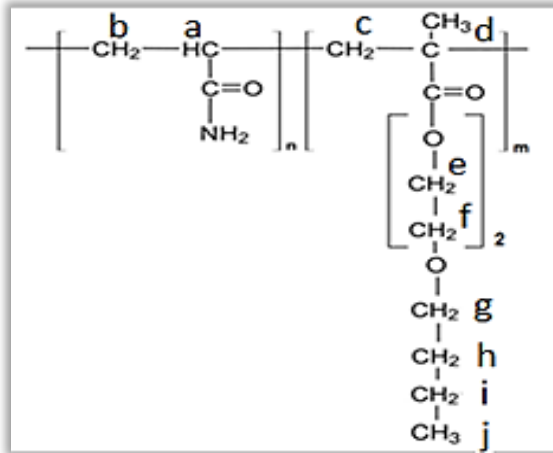 b a c CH₃ d
CH₂ HC CH₂ C
C=O C=O
NH₂ n O m
e
CH₂
f
CH₂ 2
O
CH₂ g
CH₂ h
CH₂ i
CH₃ j